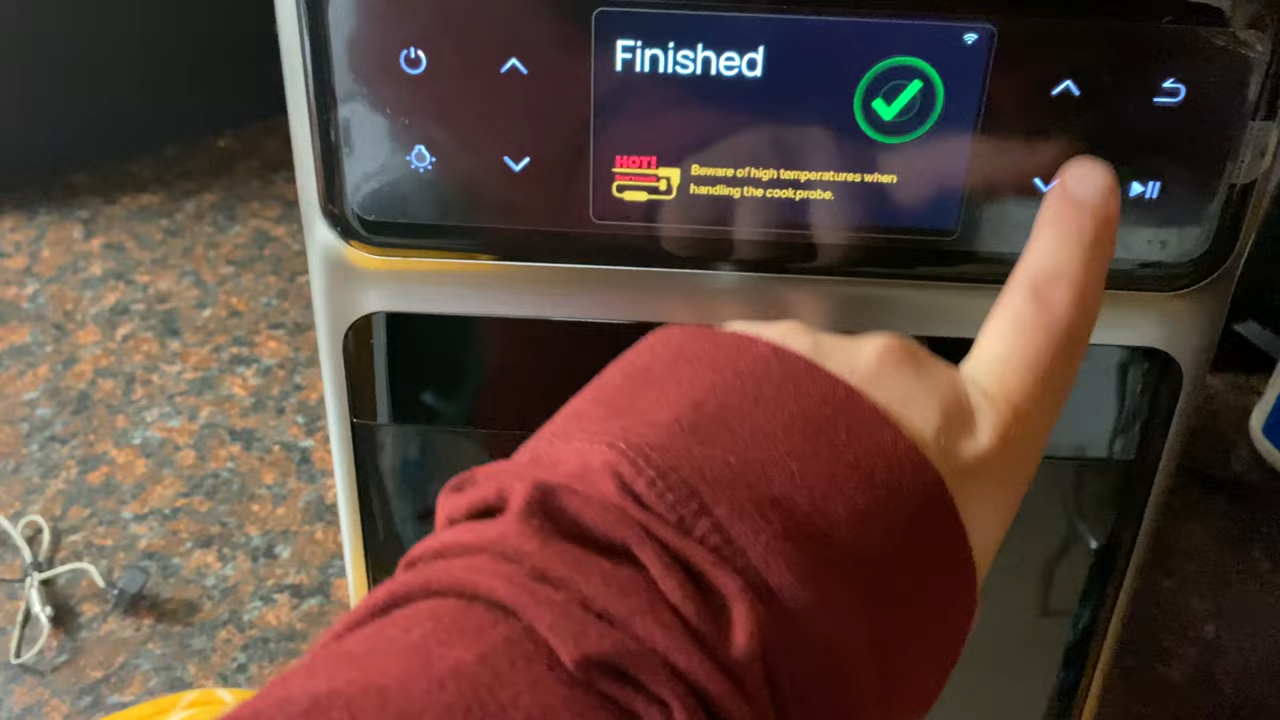 Finished
HOT!
Beware of high temperatures when
handling the cook probe.